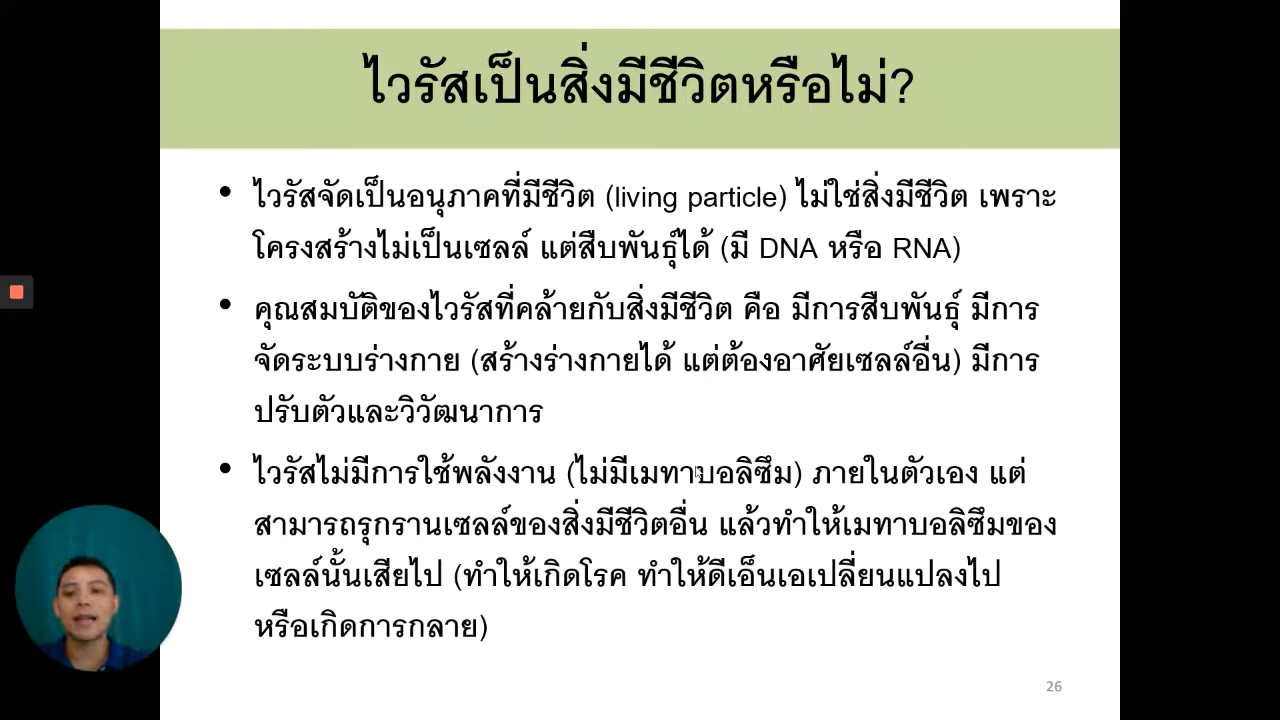 ไวรัสเป็นสิ่งมีชีวิตหรือไม่?
• ไวรัสจัดเป็นอนุภาคที่มีชีวิต (living particle) ไม่ใช่สิ่งมีชีวิต เพราะ
โครงสร้างไม่เป็นเซลล์ แต่สืบพันธุ์ได้ (มี DNA หรือ RNA)
• คุณสมบัติของไวรัสที่คล้ายกับสิ่งมีชีวิต คือ มีการสืบพันธุ์ มีการ
จัดระบบร่างกาย (สร้างร่างกายได้ แต่ต้องอาศัยเซลล์อื่น) มีการ
ปรับตัวและวิวัฒนาการ
• ไวรัสไม่มีการใช้พลังงาน (ไม่มีเมทาบอลิซึม) ภายในตัวเอง แต่
สามารถรุกรานเซลล์ของสิ่งมีชีวิตอื่น แล้วทำให้เมทาบอลิซึมของ
เซลล์นั้นเสียไป (ทำให้เกิดโรค ทำให้ดีเอ็นเอเปลี่ยนแปลงไป
หรือเกิดการกลาย)
26